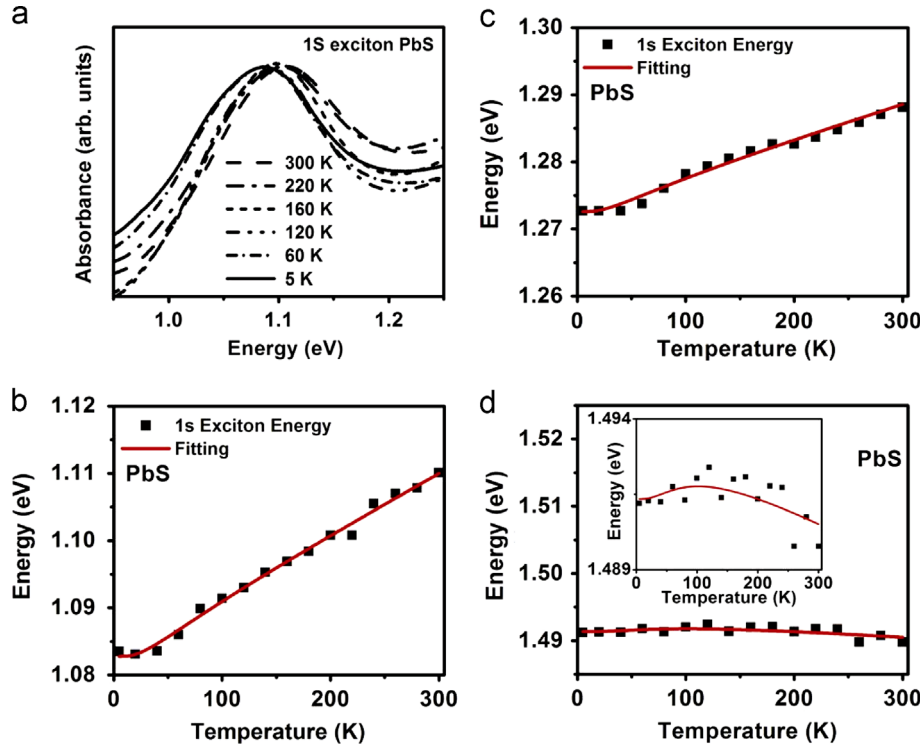 a
1S exciton PbS
Absorbance (arb. units)
300 K
220 K
160 K
120 K
60 K
5 K
1.0
1.1
1.2
Energy (eV)
c
1.30
1.29
1.28
1.27
1.26
Energy (eV)
1s Exciton Energy
Fitting
PbS
0
100
200
300
Temperature (K)
b
1.12
1.11
1.10
1.09
1.08
Energy (eV)
1s Exciton Energy
Fitting
PbS
0
100
200
300
Temperature (K)
d
1.52
1.51
1.50
1.49
Energy (eV)
PbS
1.494
1.489
Energy (eV)
0
100
200
300
Temperature (K)
0
100
200
300
Temperature (K)